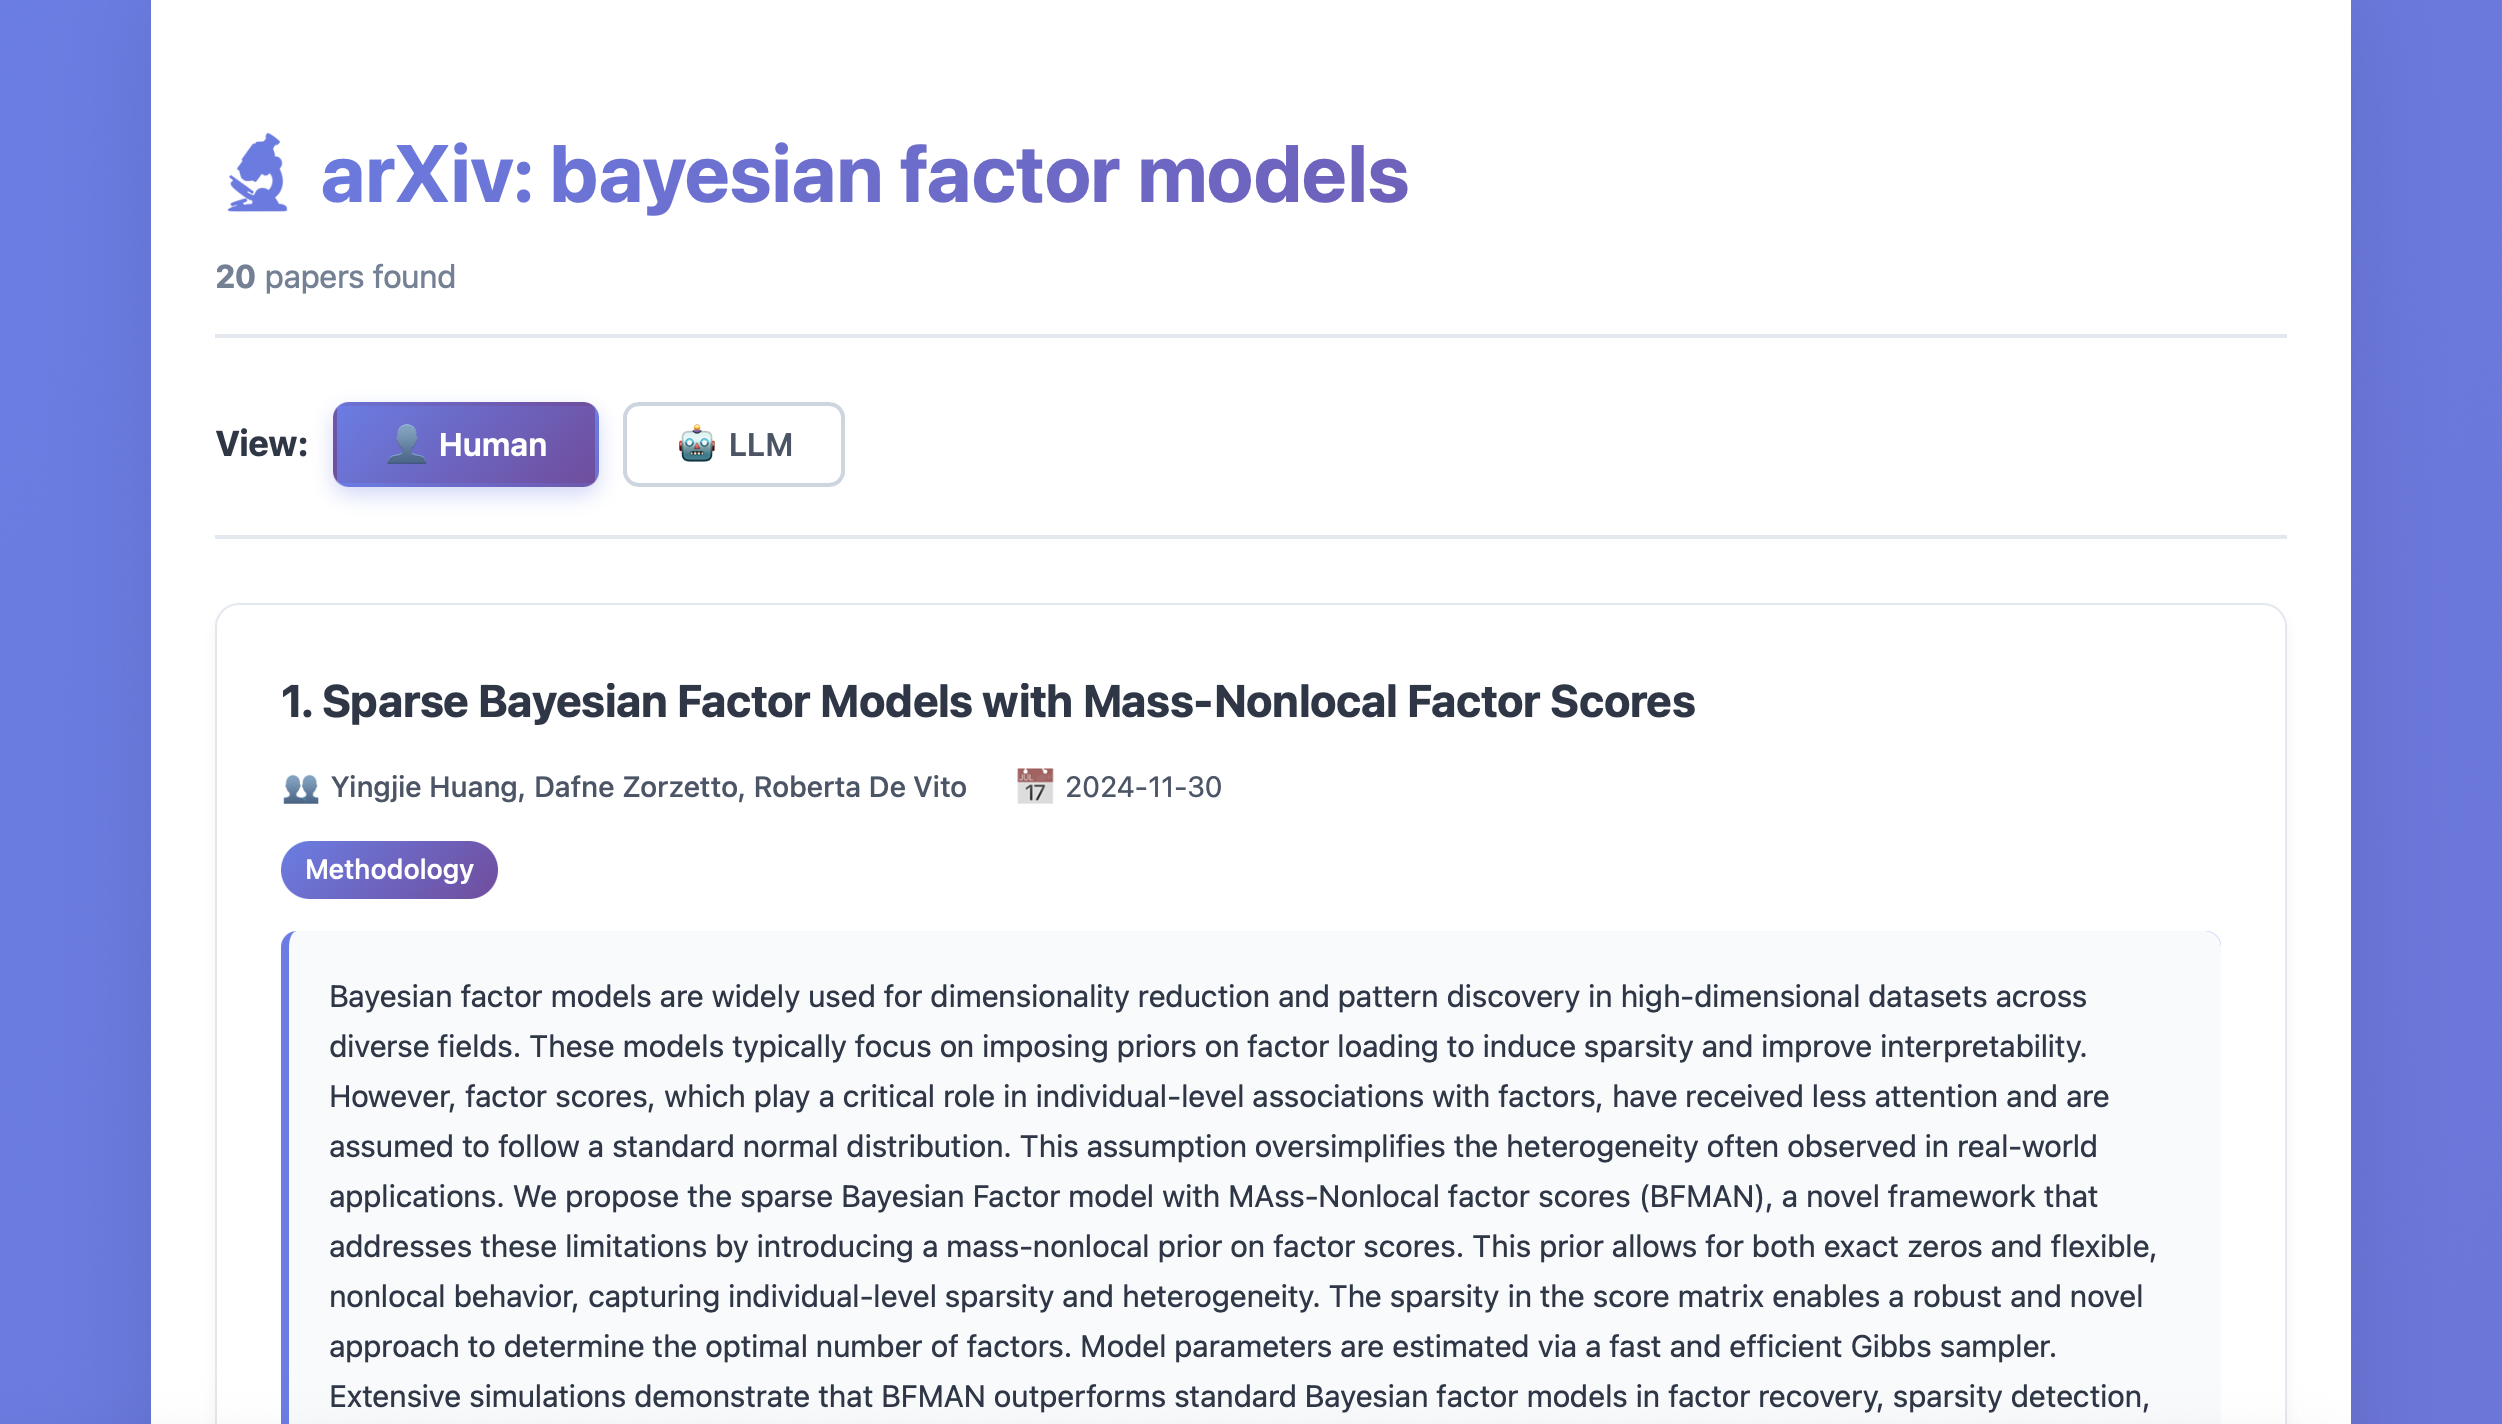 arXiv: bayesian factor models
20 papers found
View:
Human
LLM
1. Sparse Bayesian Factor Models with Mass-Nonlocal Factor Scores
Yingjie Huang, Dafne Zorzetto, Roberta De Vito
JUL 17
2024-11-30
Methodology
Bayesian factor models are widely used for dimensionality reduction and pattern discovery in high-dimensional datasets across
diverse fields. These models typically focus on imposing priors on factor loading to induce sparsity and improve interpretability.
However, factor scores, which play a critical role in individual-level associations with factors, have received less attention and are
assumed to follow a standard normal distribution. This assumption oversimplifies the heterogeneity often observed in real-world
applications. We propose the sparse Bayesian Factor model with MAss-Nonlocal factor scores (BFMAN), a novel framework that
addresses these limitations by introducing a mass-nonlocal prior on factor scores. This prior allows for both exact zeros and flexible,
nonlocal behavior, capturing individual-level sparsity and heterogeneity. The sparsity in the score matrix enables a robust and novel
approach to determine the optimal number of factors. Model parameters are estimated via a fast and efficient Gibbs sampler.
Extensive simulations demonstrate that BFMAN outperforms standard Bayesian factor models in factor recovery, sparsity detection,